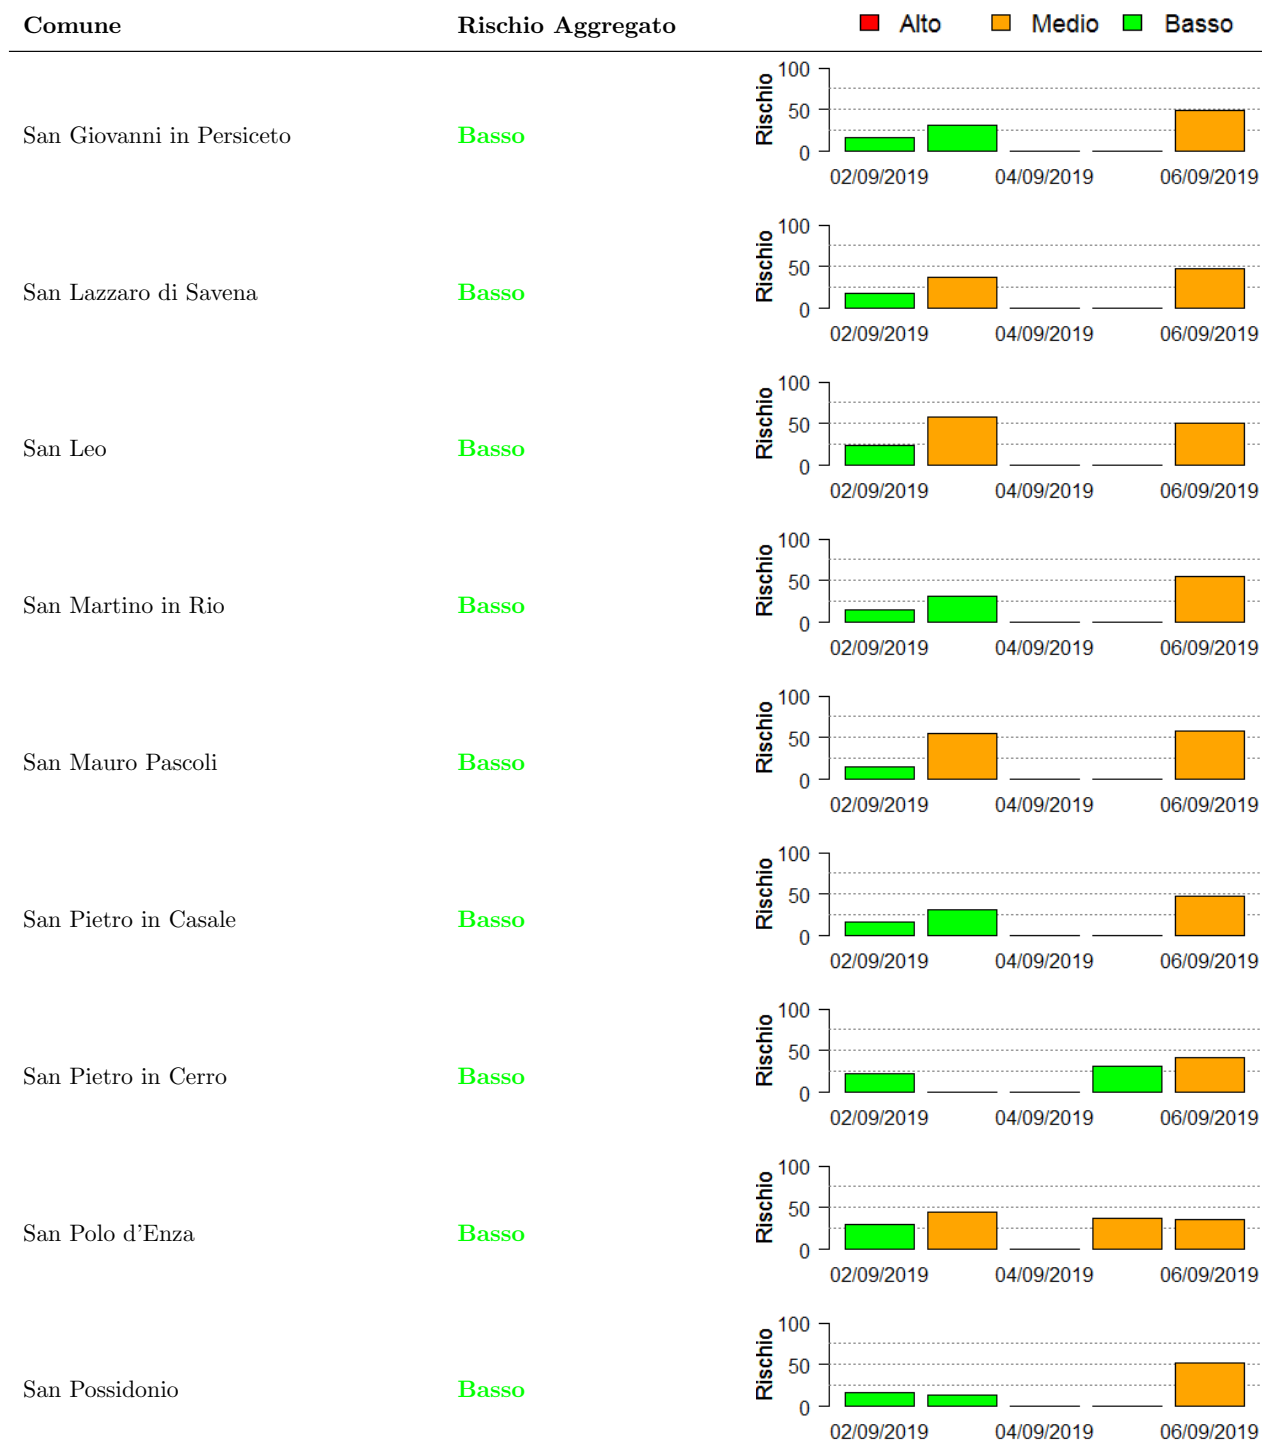 Comune Rischio Aggregato Alto Medio Basso
San Giovanni in Persiceto Basso Rischio 100 50 0
02/09/2019 04/09/2019 06/09/2019
San Lazzaro di Savena Basso Rischio 100 50 0
02/09/2019 04/09/2019 06/09/2019
San Leo Basso Rischio 100 50 0
02/09/2019 04/09/2019 06/09/2019
San Martino in Rio Basso Rischio 100 50 0
02/09/2019 04/09/2019 06/09/2019
San Mauro Pascoli Basso Rischio 100 50 0
02/09/2019 04/09/2019 06/09/2019
San Pietro in Casale Basso Rischio 100 50 0
02/09/2019 04/09/2019 06/09/2019
San Pietro in Cerro Basso Rischio 100 50 0
02/09/2019 04/09/2019 06/09/2019
San Polo d'Enza Basso Rischio 100 50 0
02/09/2019 04/09/2019 06/09/2019
San Possidonio Basso Rischio 100 50 0
02/09/2019 04/09/2019 06/09/2019